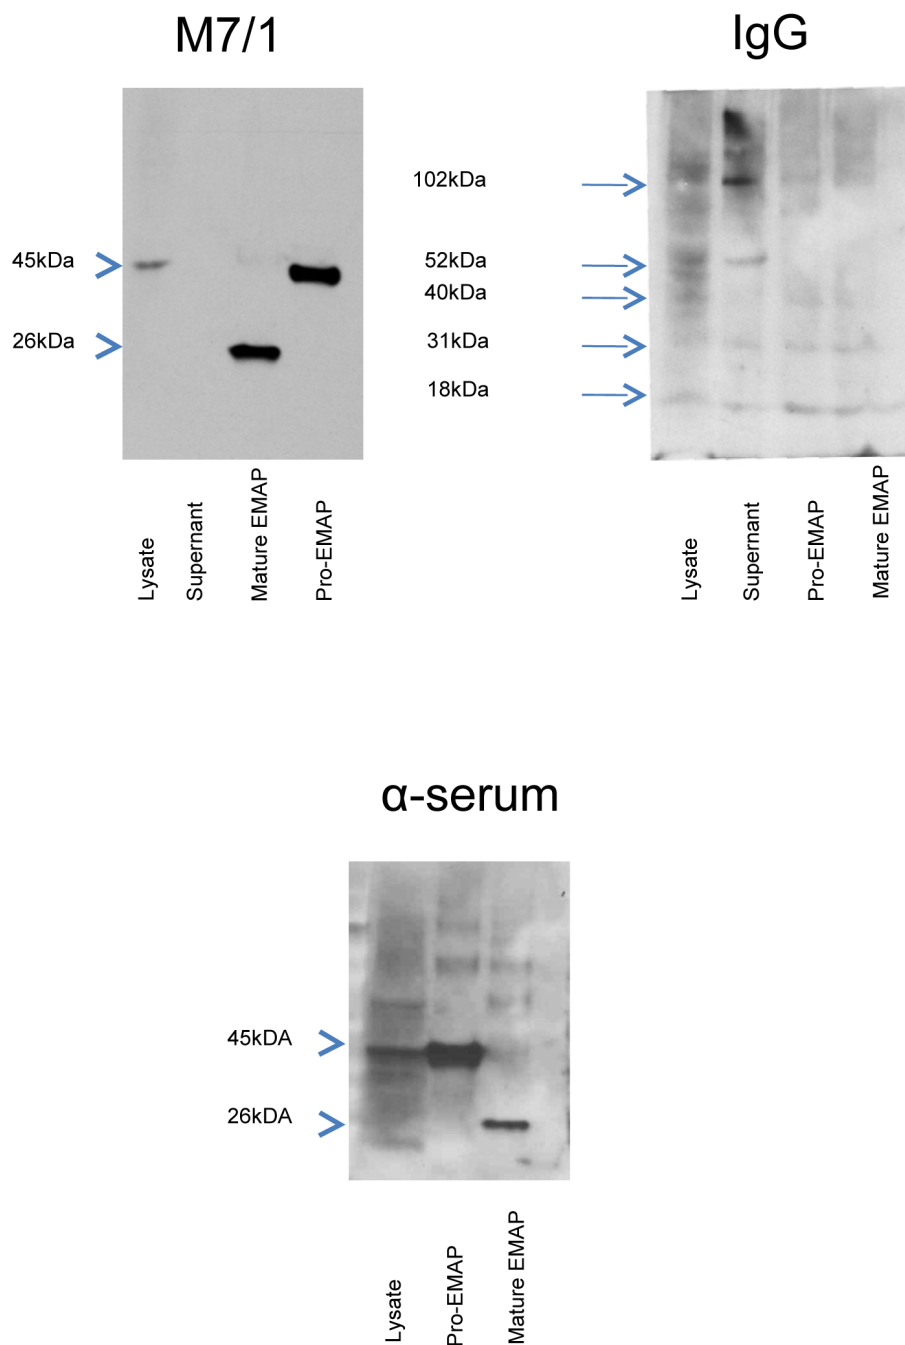 M7/1
IgG
45kDa
26kDa
102kDa
52kDa
40kDa
31kDa
18kDa
Lysate
Supernant
Mature EMAP
Pro-EMAP
Lysate
Supernant
Pro-EMAP
Mature EMAP
α-serum
45kDA
26kDA
Lysate
Pro-EMAP
Mature EMAP